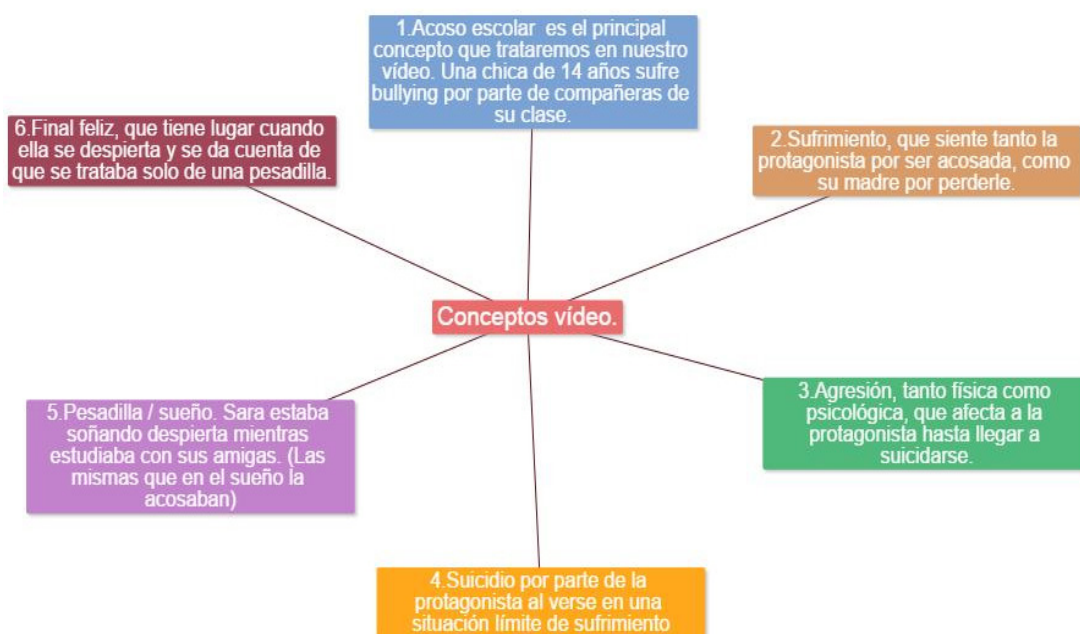 1.Acoso escolar  es el principal
concepto que trataremos en nuestro
vídeo. Una chica de 14 años sufre
bullying por parte de compañeras de
su clase.
2.Sufrimiento, que siente tanto la
protagonista por ser acosada, como
su madre por perderle.
3.Agresión, tanto física como
psicológica, que afecta a la
protagonista hasta llegar a
suicidarse.
4.Suicidio por parte de la
protagonista al verse en una
situación límite de sufrimiento
5.Pesadilla / sueño. Sara estaba
soñando despierta mientras
estudiaba con sus amigas. (Las
mismas que en el sueño la
acosaban)
6.Final feliz, que tiene lugar cuando
ella se despierta y se da cuenta de
que se trataba solo de una pesadilla.
Conceptos vídeo.